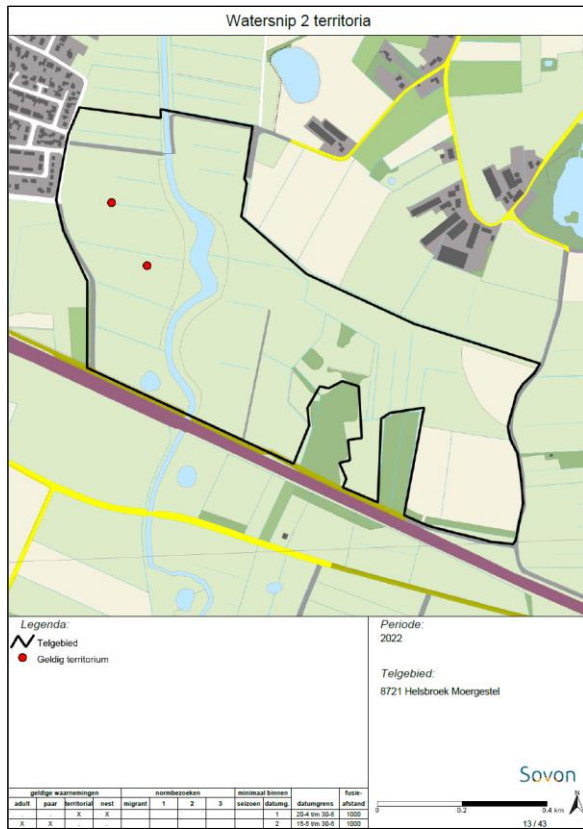 Watersnip 2 territoria
Legenda:
Telgebied
Geldig territorium
Periode:
2022
Telgebied:
8721 Helsbroek Moergestel
Sovon
geldige waarnemingen normbezoeken minimaal binnen fusie-
adult paar territoriaal nest migrant 1 2 3 seizoen datumg. datumgrens afstand
. . X X . . . . . 1 20-4 t/m 30-6 1000
X X . . . . . . . 2 15-5 t/m 30-6 1000
0 0.2 0.4 km
N
13 / 43